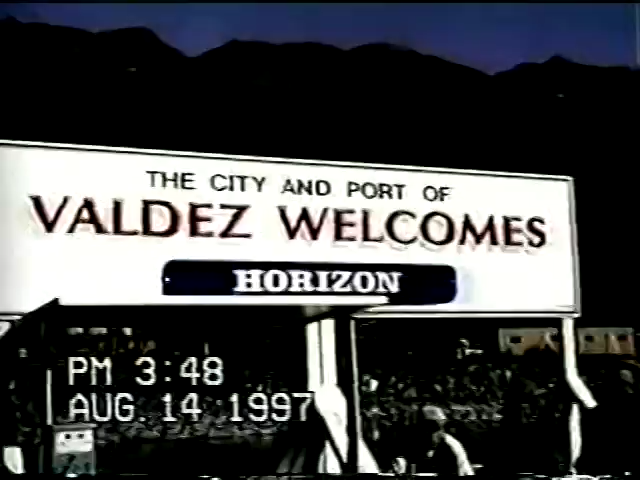 THE CITY AND PORT OF
VALDEZ WELCOMES
HORIZON
PM 3:48
AUG. 14 1997